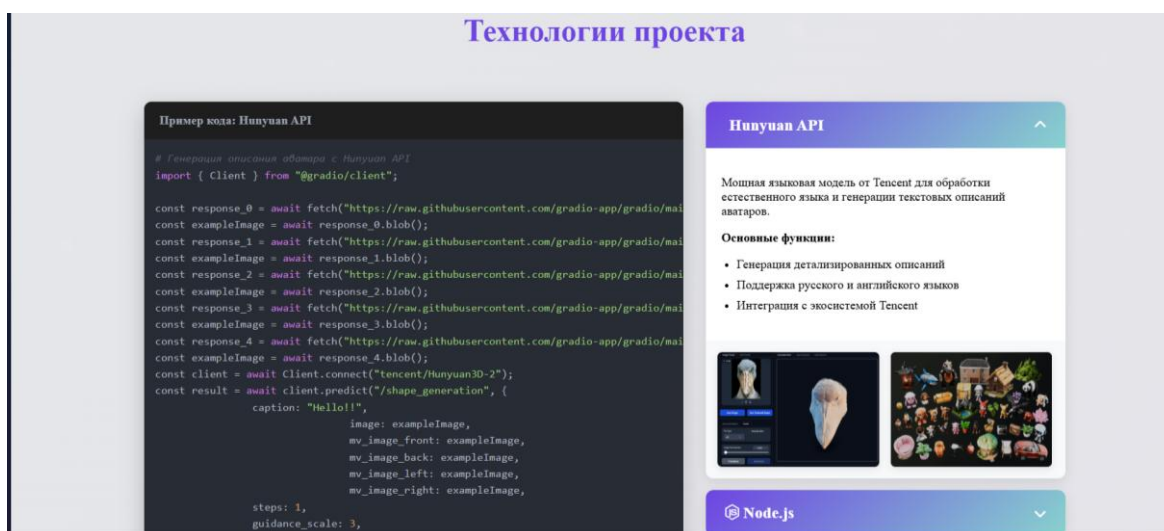 Технологии проекта
Пример кода: Hunyuan API
# Генерация описания аватара с Hunyuan API
import { Client } from "@gradio/client";
const response_0 = await fetch("https://raw.githubusercontent.com/gradio-app/gradio/mai
const exampleImage = await response_0.blob();
const response_1 = await fetch("https://raw.githubusercontent.com/gradio-app/gradio/mai
const exampleImage = await response_1.blob();
const response_2 = await fetch("https://raw.githubusercontent.com/gradio-app/gradio/mai
const exampleImage = await response_2.blob();
const response_3 = await fetch("https://raw.githubusercontent.com/gradio-app/gradio/mai
const exampleImage = await response_3.blob();
const response_4 = await fetch("https://raw.githubusercontent.com/gradio-app/gradio/mai
const exampleImage = await response_4.blob();
const client = await Client.connect("tencent/Hunyuan3D-2");
const result = await client.predict("/shape_generation", {
caption: "Hello!!",
image: exampleImage,
mv_image_front: exampleImage,
mv_image_back: exampleImage,
mv_image_left: exampleImage,
mv_image_right: exampleImage,
steps: 1,
guidance_scale: 3,
Hunyuan API
Мощная языковая модель от Tencent для обработки
естественного языка и генерации текстовых описаний
аватаров.
Основные функции:
• Генерация детализированных описаний
• Поддержка русского и английского языков
• Интеграция с экосистемой Tencent
Node.js